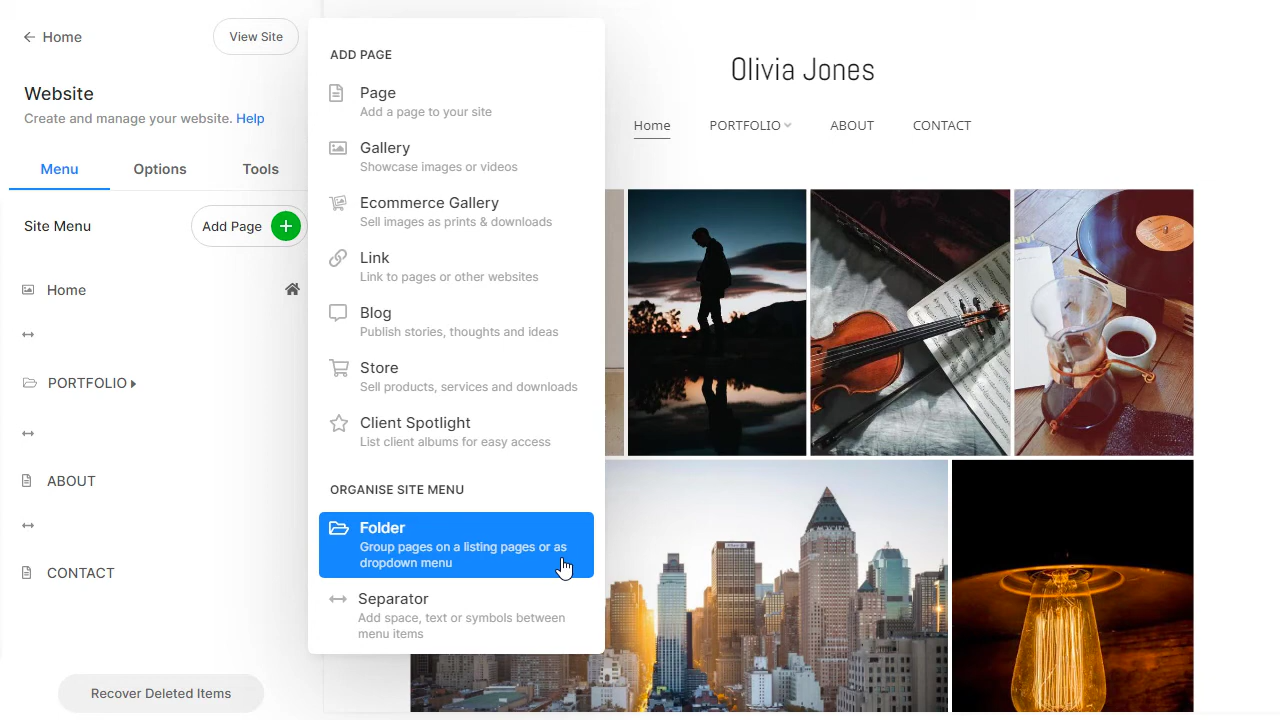 Home
View Site
Website
Create and manage your website. Help
Menu
Options
Tools
Site Menu
Add Page
Home
PORTFOLIO
ABOUT
CONTACT
Recover Deleted Items
ADD PAGE
Page
Add a page to your site
Gallery
Showcase images or videos
Ecommerce Gallery
Sell images as prints & downloads
Link
Link to pages or other websites
Blog
Publish stories, thoughts and ideas
Store
Sell products, services and downloads
Client Spotlight
List client albums for easy access
ORGANISE SITE MENU
Folder
Group pages on a listing pages or as
dropdown menu
Separator
Add space, text or symbols between
menu items
Olivia Jones
Home
PORTFOLIO
ABOUT
CONTACT